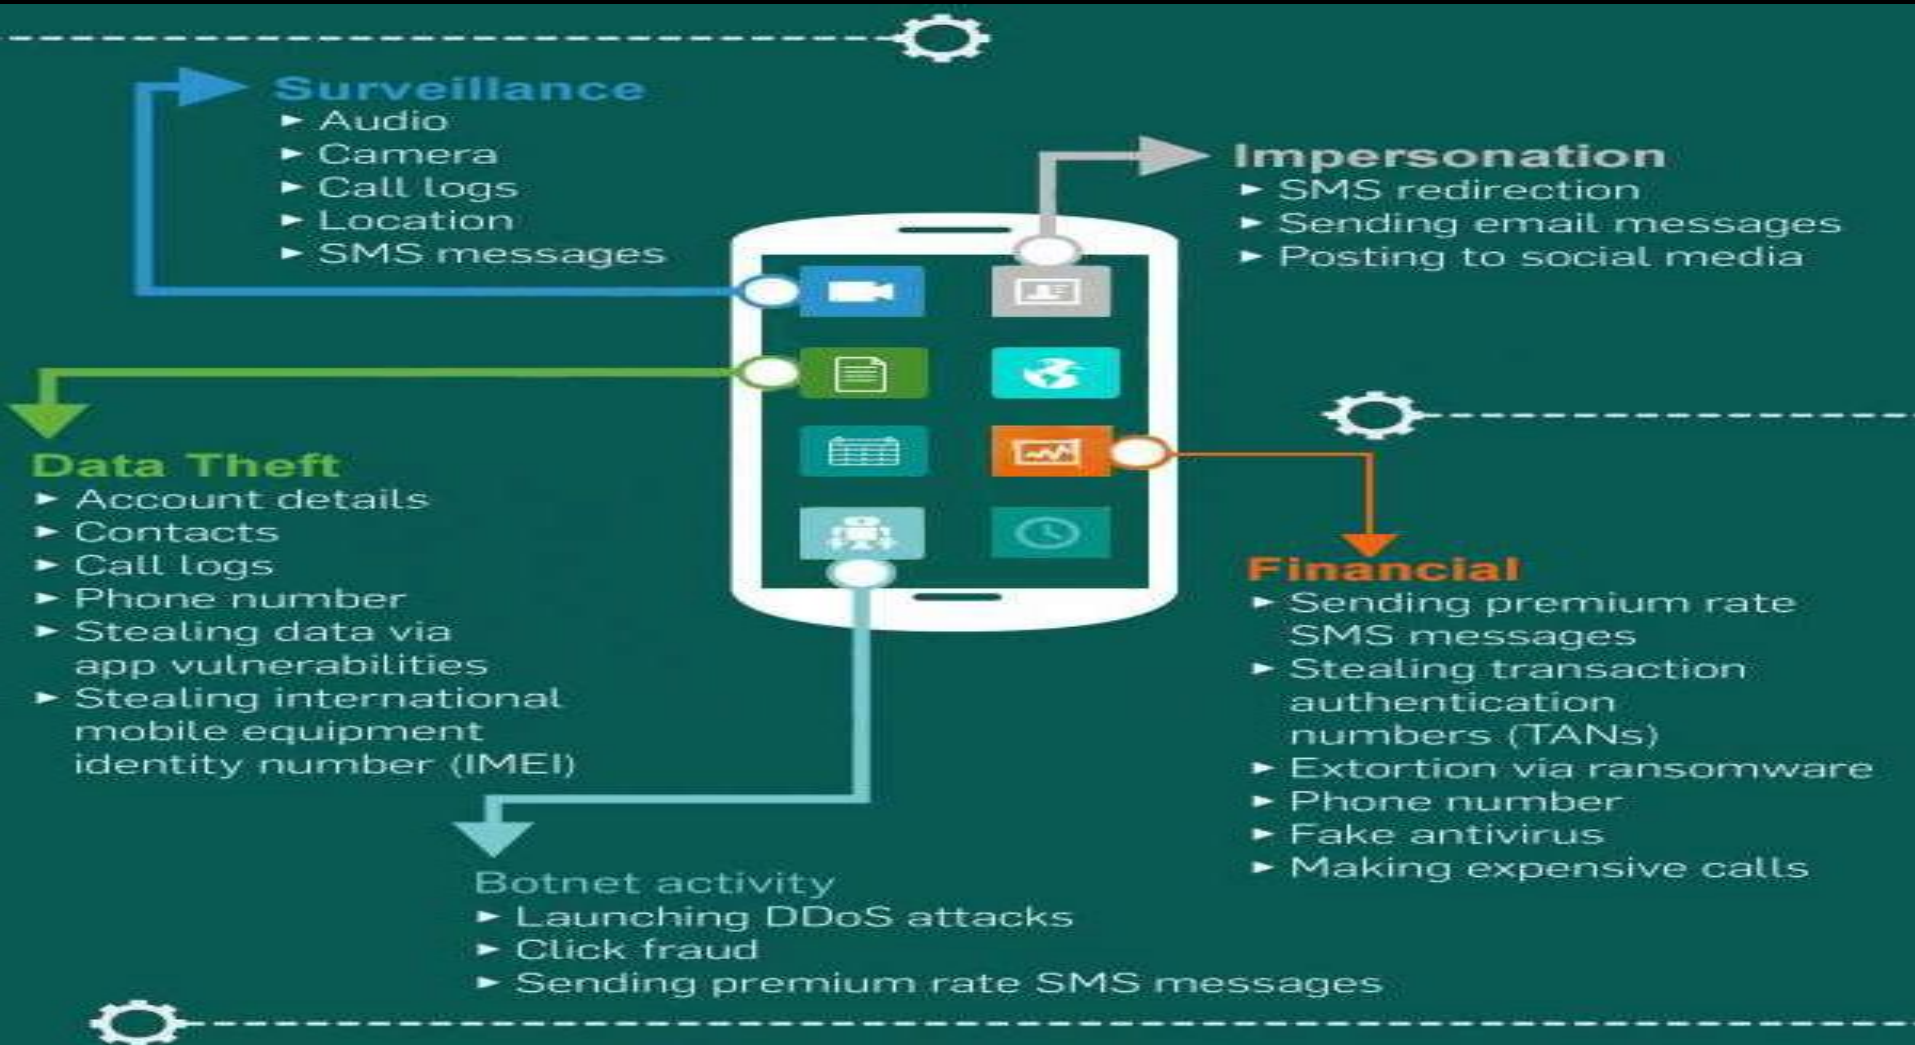 Surveillance
► Audio
► Camera
► Call logs
► Location
► SMS messages
Impersonation
► SMS redirection
► Sending email messages
► Posting to social media
Data Theft
► Account details
► Contacts
► Call logs
► Phone number
► Stealing data via
app vulnerabilities
► Stealing international
mobile equipment
identity number (IMEI)
Financial
► Sending premium rate
SMS messages
► Stealing transaction
authentication
numbers (TANs)
► Extortion via ransomware
► Phone number
► Fake antivirus
► Making expensive calls
Botnet activity
► Launching DDoS attacks
► Click fraud
► Sending premium rate SMS messages